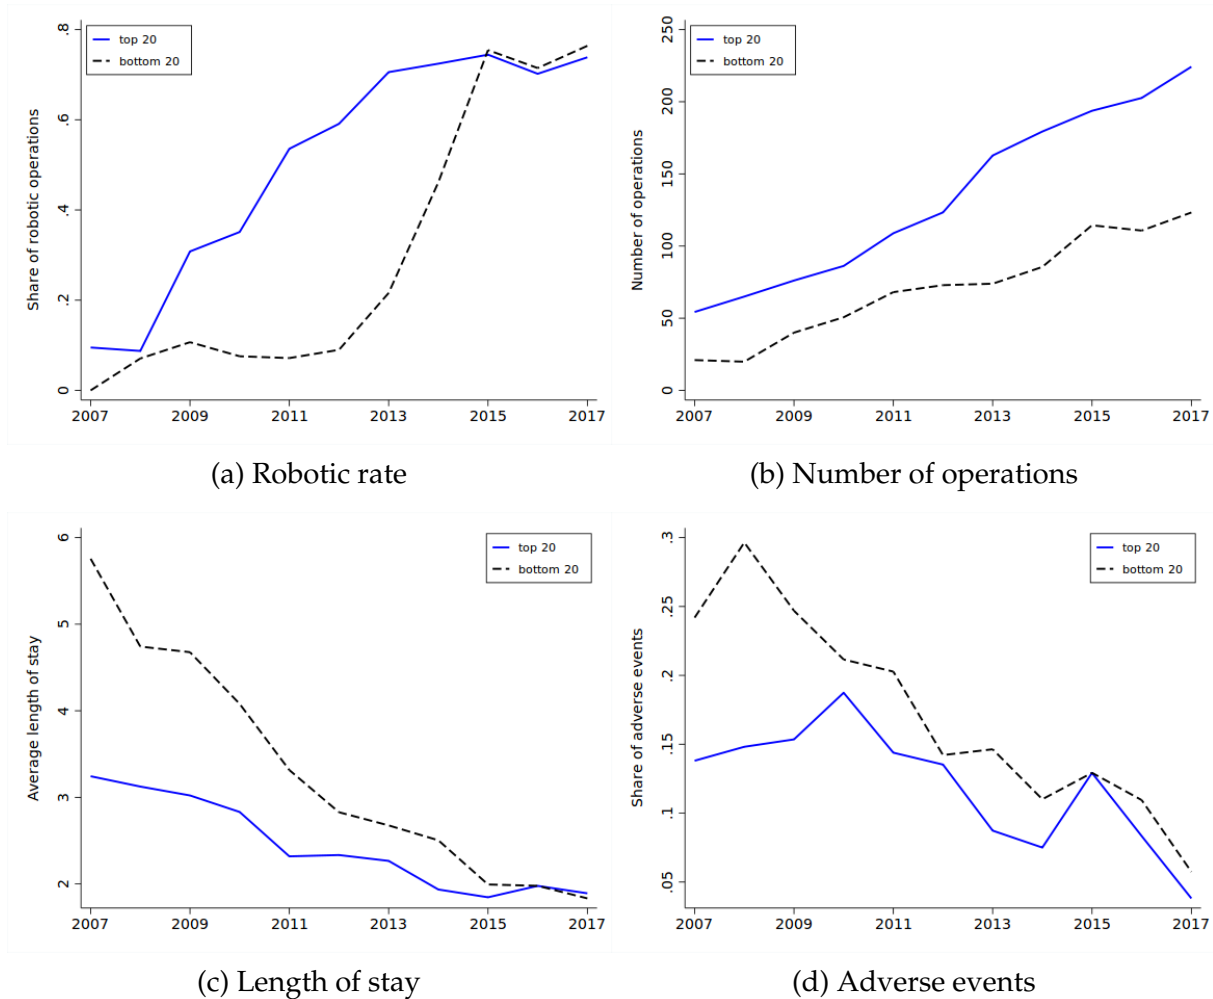 top 20
bottom 20
Share of robotic operations
.8
.6
.4
.2
0
2007 2009 2011 2013 2015 2017
(a) Robotic rate
top 20
bottom 20
Number of operations
250
200
150
100
50
0
2007 2009 2011 2013 2015 2017
(b) Number of operations
top 20
bottom 20
Average length of stay
6
5
4
3
2
2007 2009 2011 2013 2015 2017
(c) Length of stay
top 20
bottom 20
Share of adverse events
.3
.25
.2
.15
.1
.05
2007 2009 2011 2013 2015 2017
(d) Adverse events